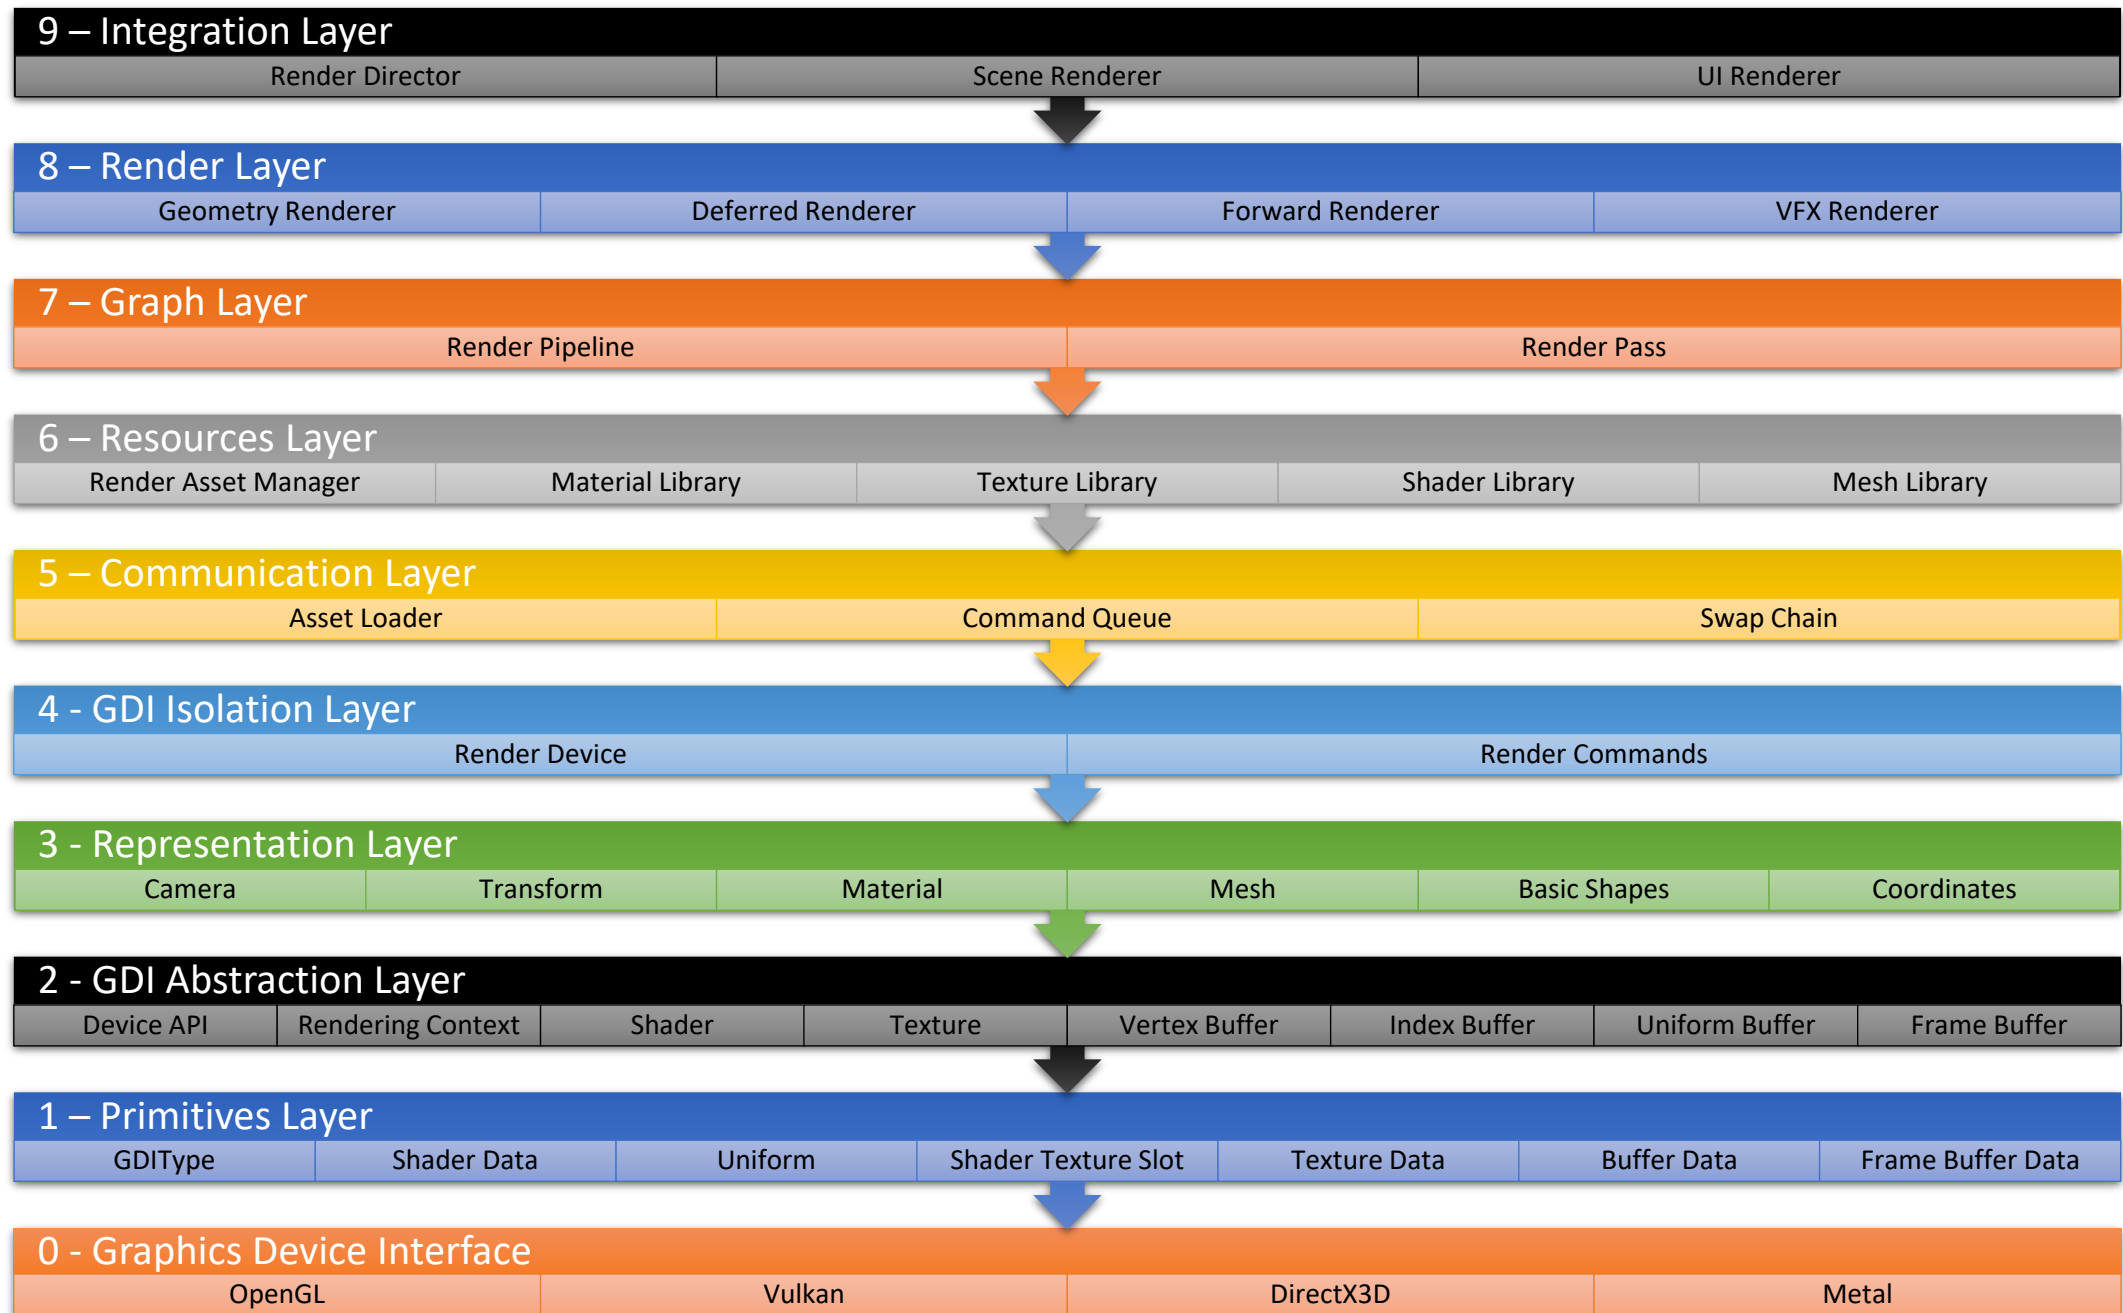 9 – Integration Layer
Render Director Scene Renderer UI Renderer
8 – Render Layer
Geometry Renderer Deferred Renderer Forward Renderer VFX Renderer
7 – Graph Layer
Render Pipeline Render Pass
6 – Resources Layer
Render Asset Manager Material Library Texture Library Shader Library Mesh Library
5 – Communication Layer
Asset Loader Command Queue Swap Chain
4 - GDI Isolation Layer
Render Device Render Commands
3 - Representation Layer
Camera Transform Material Mesh Basic Shapes Coordinates
2 - GDI Abstraction Layer
Device API Rendering Context Shader Texture Vertex Buffer Index Buffer Uniform Buffer Frame Buffer
1 – Primitives Layer
GDIType Shader Data Uniform Shader Texture Slot Texture Data Buffer Data Frame Buffer Data
0 - Graphics Device Interface
OpenGL Vulkan DirectX3D Metal